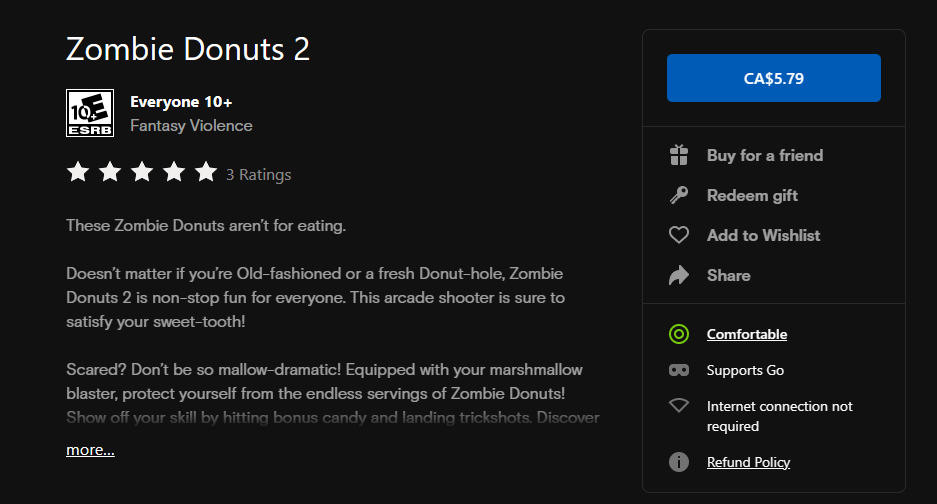 Zombie Donuts 2
10+
E
ESRB
Everyone 10+
Fantasy Violence
3 Ratings
These Zombie Donuts aren’t for eating.
Doesn’t matter if you’re Old-fashioned or a fresh Donut-hole, Zombie
Donuts 2 is non-stop fun for everyone. This arcade shooter is sure to
satisfy your sweet-tooth!
Scared? Don’t be so mallow-dramatic! Equipped with your marshmallow
blaster, protect yourself from the endless servings of Zombie Donuts!
Show off your skill by hitting bonus candy and landing trickshots. Discover
more...
CA$5.79
Buy for a friend
Redeem gift
Add to Wishlist
Share
Comfortable
Supports Go
Internet connection not
required
Refund Policy